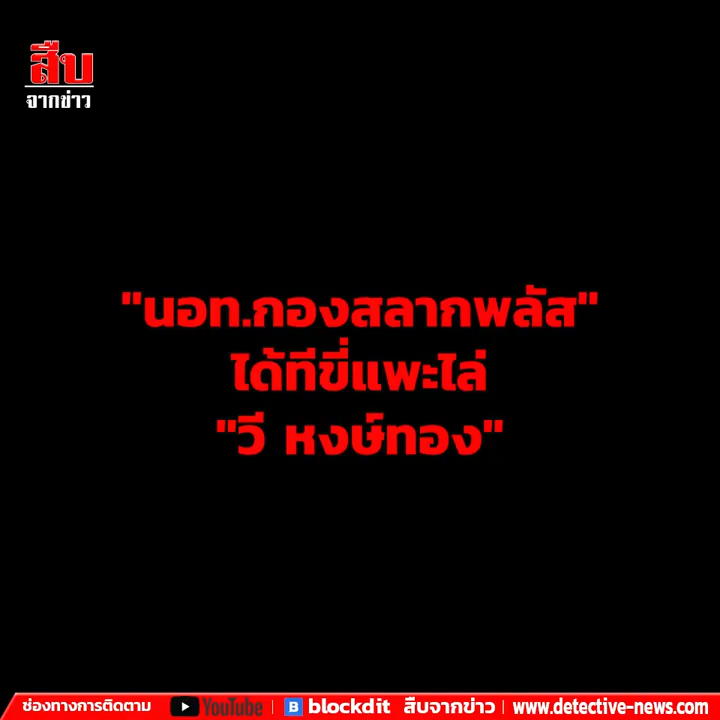 สืบ
จากข่าว
"นอท.กองสลากพลัส"
ได้ทีขี่แพะไล่
"วี หงษ์ทอง"
ช่องทางการติดตาม YouTube | B blockdit สืบจากข่าว | www.detective-news.com